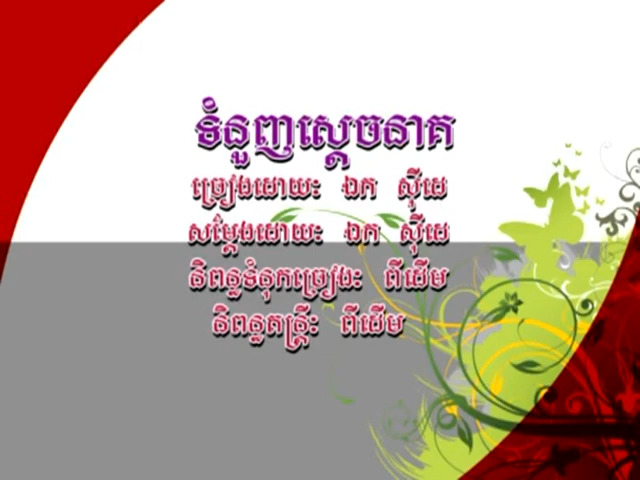 ទំនួញស្ដេចនាគ
ច្រៀងដោយៈ ឯក ស៊ីដេ
សម្ដែងដោយៈ ឯក ស៊ីដេ
និពន្ធទំនុកច្រៀងៈ ពីដើម
និពន្ធតន្ត្រីៈ ពីដើម